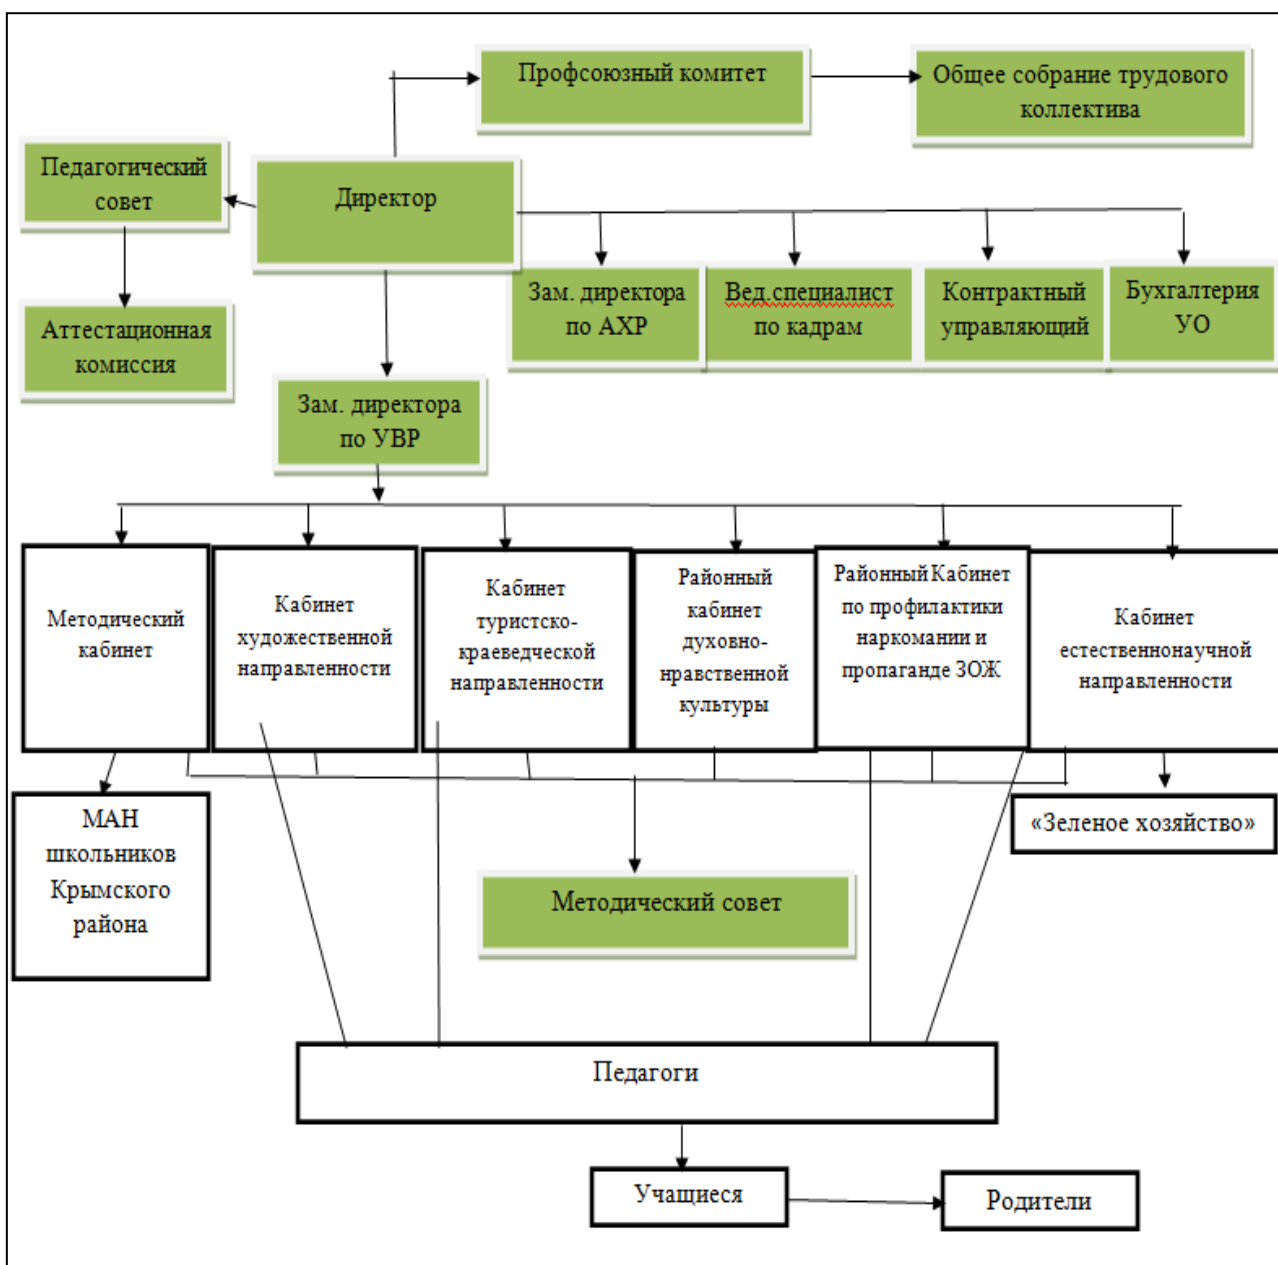 Профсоюзный комитет
Общее собрание трудового
коллектива
Педагогический
совет
Директор
Зам. директора
по АХР
Вед.специалист
по кадрам
Контрактный
управляющий
Бухгалтерия
УО
Аттестационная
комиссия
Зам. директора
по УВР
Методический
кабинет
Кабинет
художественной
направленности
Кабинет
туристско-
краеведческой
направленности
Районный
кабинет
духовно-
нравственной
культуры
Районный Кабинет
по профилактики
наркомании и
пропаганде ЗОЖ
Кабинет
естественнонаучной
направленности
МАН
школьников
Крымского
района
«Зеленое хозяйство»
Методический совет
Педагоги
Учащиеся
Родители